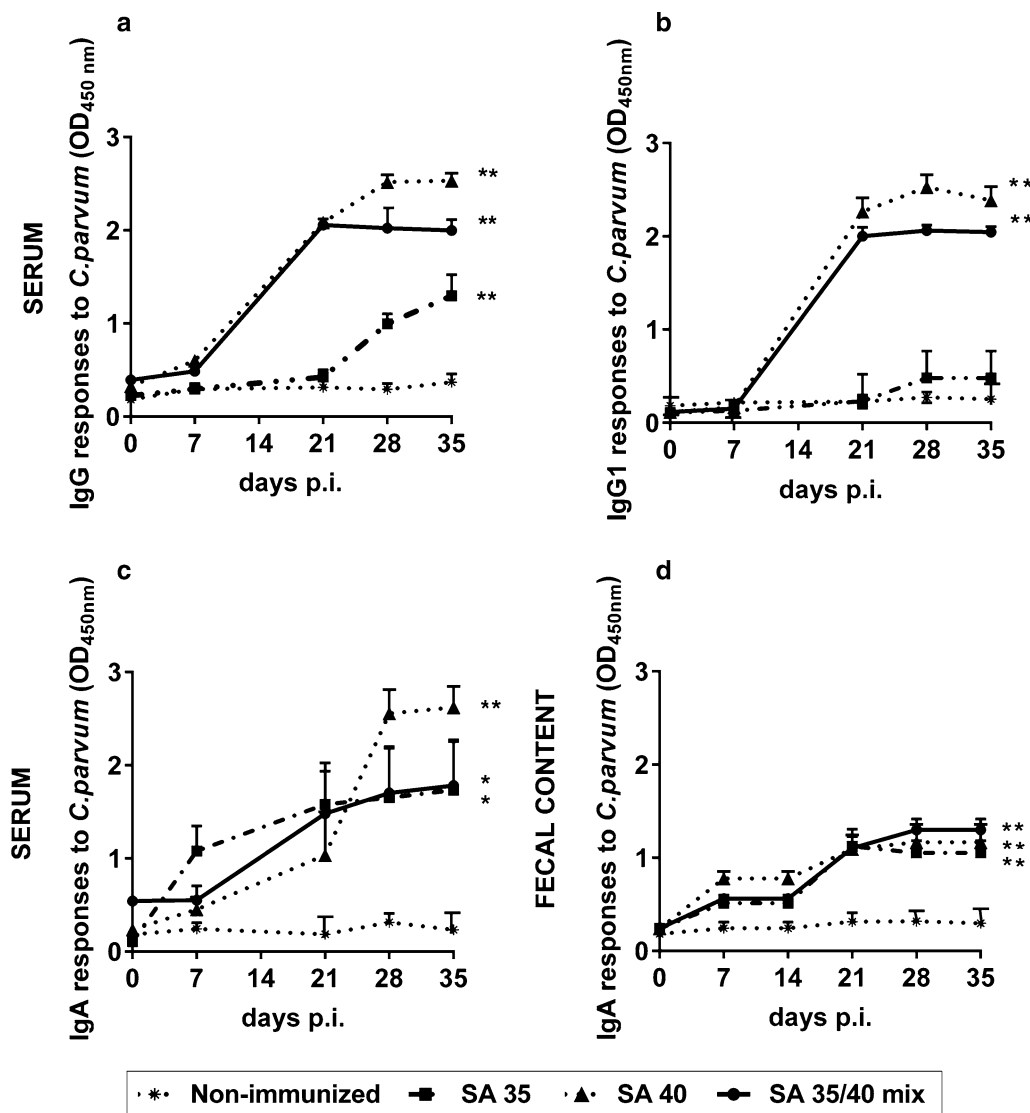 a
SERUM
IgG responses to C.parvum (OD450 nm)
3
2
1
0
0 7 14 21 28 35
days p.i.
**
**
**
b
IgG1 responses to C.parvum (OD450nm)
3
2
1
0
0 7 14 21 28 35
days p.i.
**
**
c
SERUM
IgA responses to C.parvum (OD450nm)
3
2
1
0
0 7 14 21 28 35
days p.i.
**
*
*
d
FECAL CONTENT
IgA responses to C.parvum (OD450nm)
3
2
1
0
0 7 14 21 28 35
days p.i.
**
**
**
Non-immunized SA 35 SA 40 SA 35/40 mix